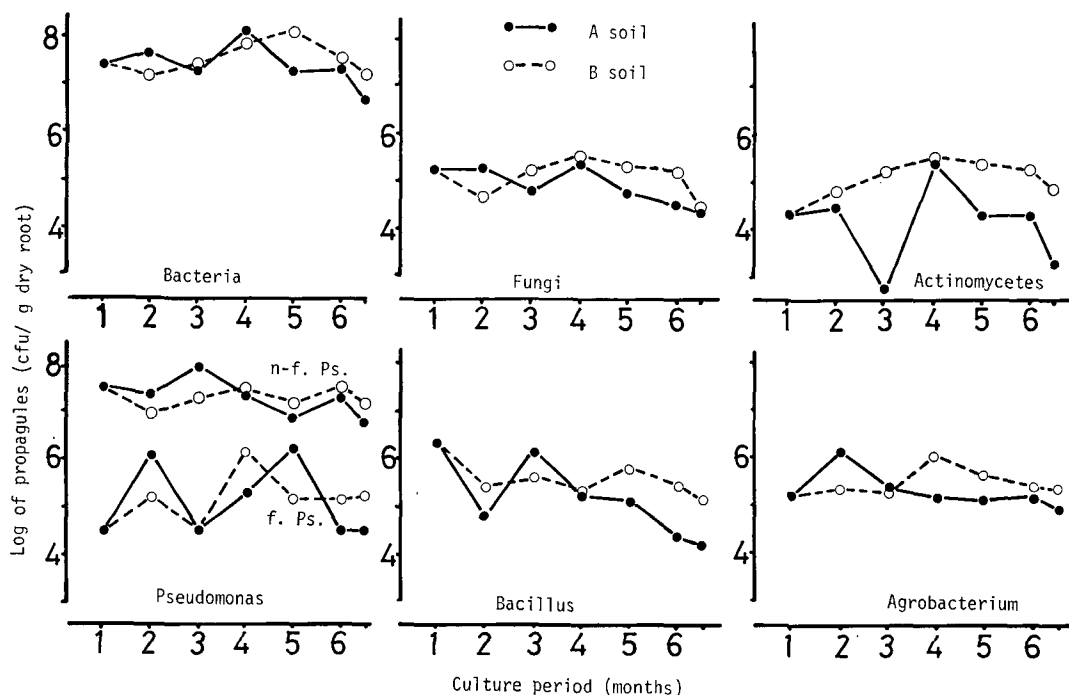 A soil
B soil
8
6
4
6
4
6
4
Bacteria
Fungi
Actinomycetes
1 2 3 4 5 6
1 2 3 4 5 6
1 2 3 4 5 6
Log of propagules (cfu/ g dry root)
n-f. Ps.
f. Ps.
8
6
4
6
4
6
4
Pseudomonas
Bacillus
Agrobacterium
1 2 3 4 5 6
1 2 3 4 5 6
1 2 3 4 5 6
Culture period (months)